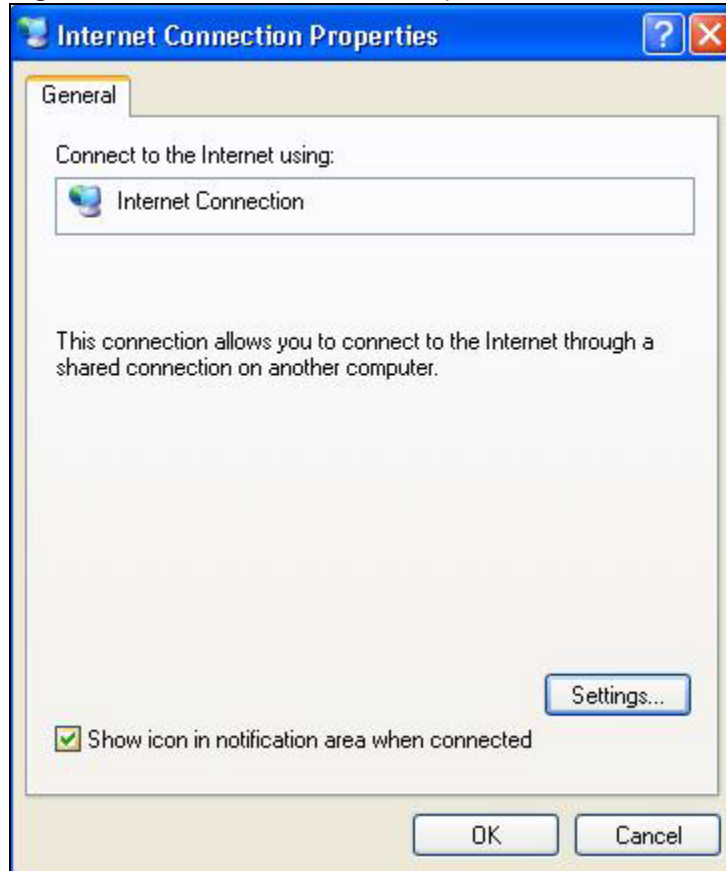 Internet Connection Properties
General
Connect to the Internet using:
Internet Connection
This connection allows you to connect to the Internet through a
shared connection on another computer.
Settings...
Show icon in notification area when connected
OK
Cancel